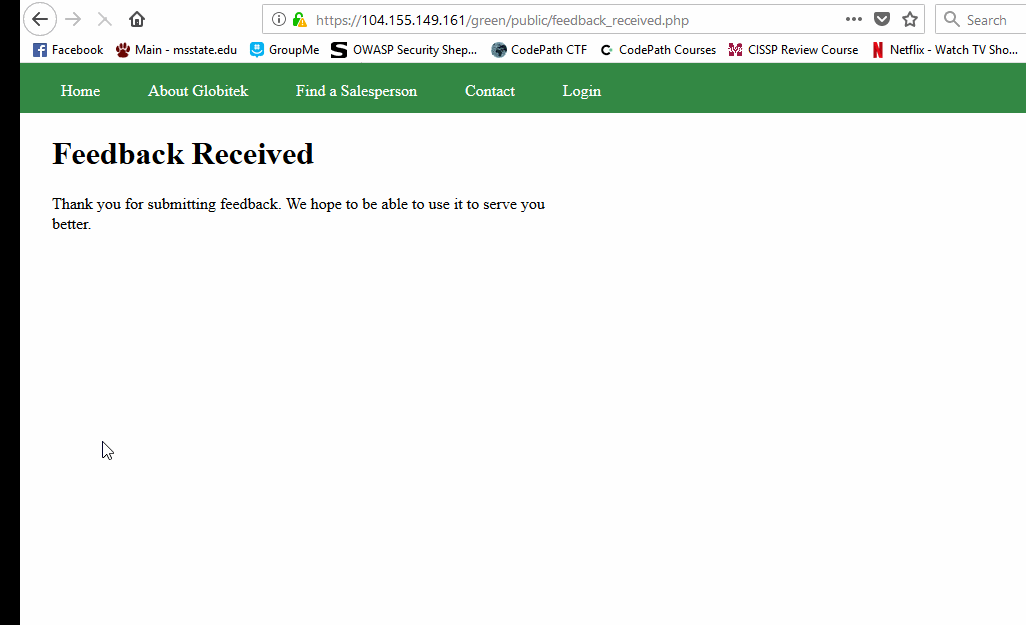 https://104.155.149.161/green/public/feedback_received.php
Search
Facebook
Main - msstate.edu
GroupMe
OWASP Security Shep...
CodePath CTF
CodePath Courses
CISSP Review Course
Netflix - Watch TV Sho...
Home
About Globitek
Find a Salesperson
Contact
Login
Feedback Received
Thank you for submitting feedback. We hope to be able to use it to serve you
better.